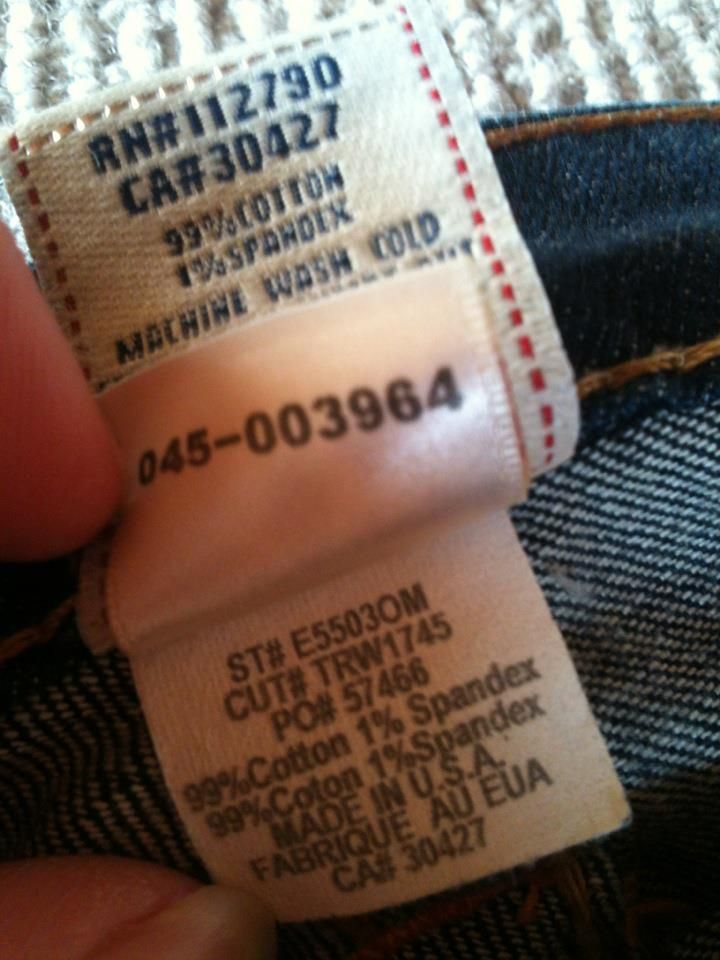 RN#112790
CA#30427
99%COTTON
1%SPANDEX
MACHINE WASH COLD
045-003964
ST# E5503OM
CUT# TRW1745
PO# 57466
99%Cotton 1% Spandex
99%Coton 1%Spandex
MADE IN U.S.A.
FABRIQUE AU EUA
CA# 30427